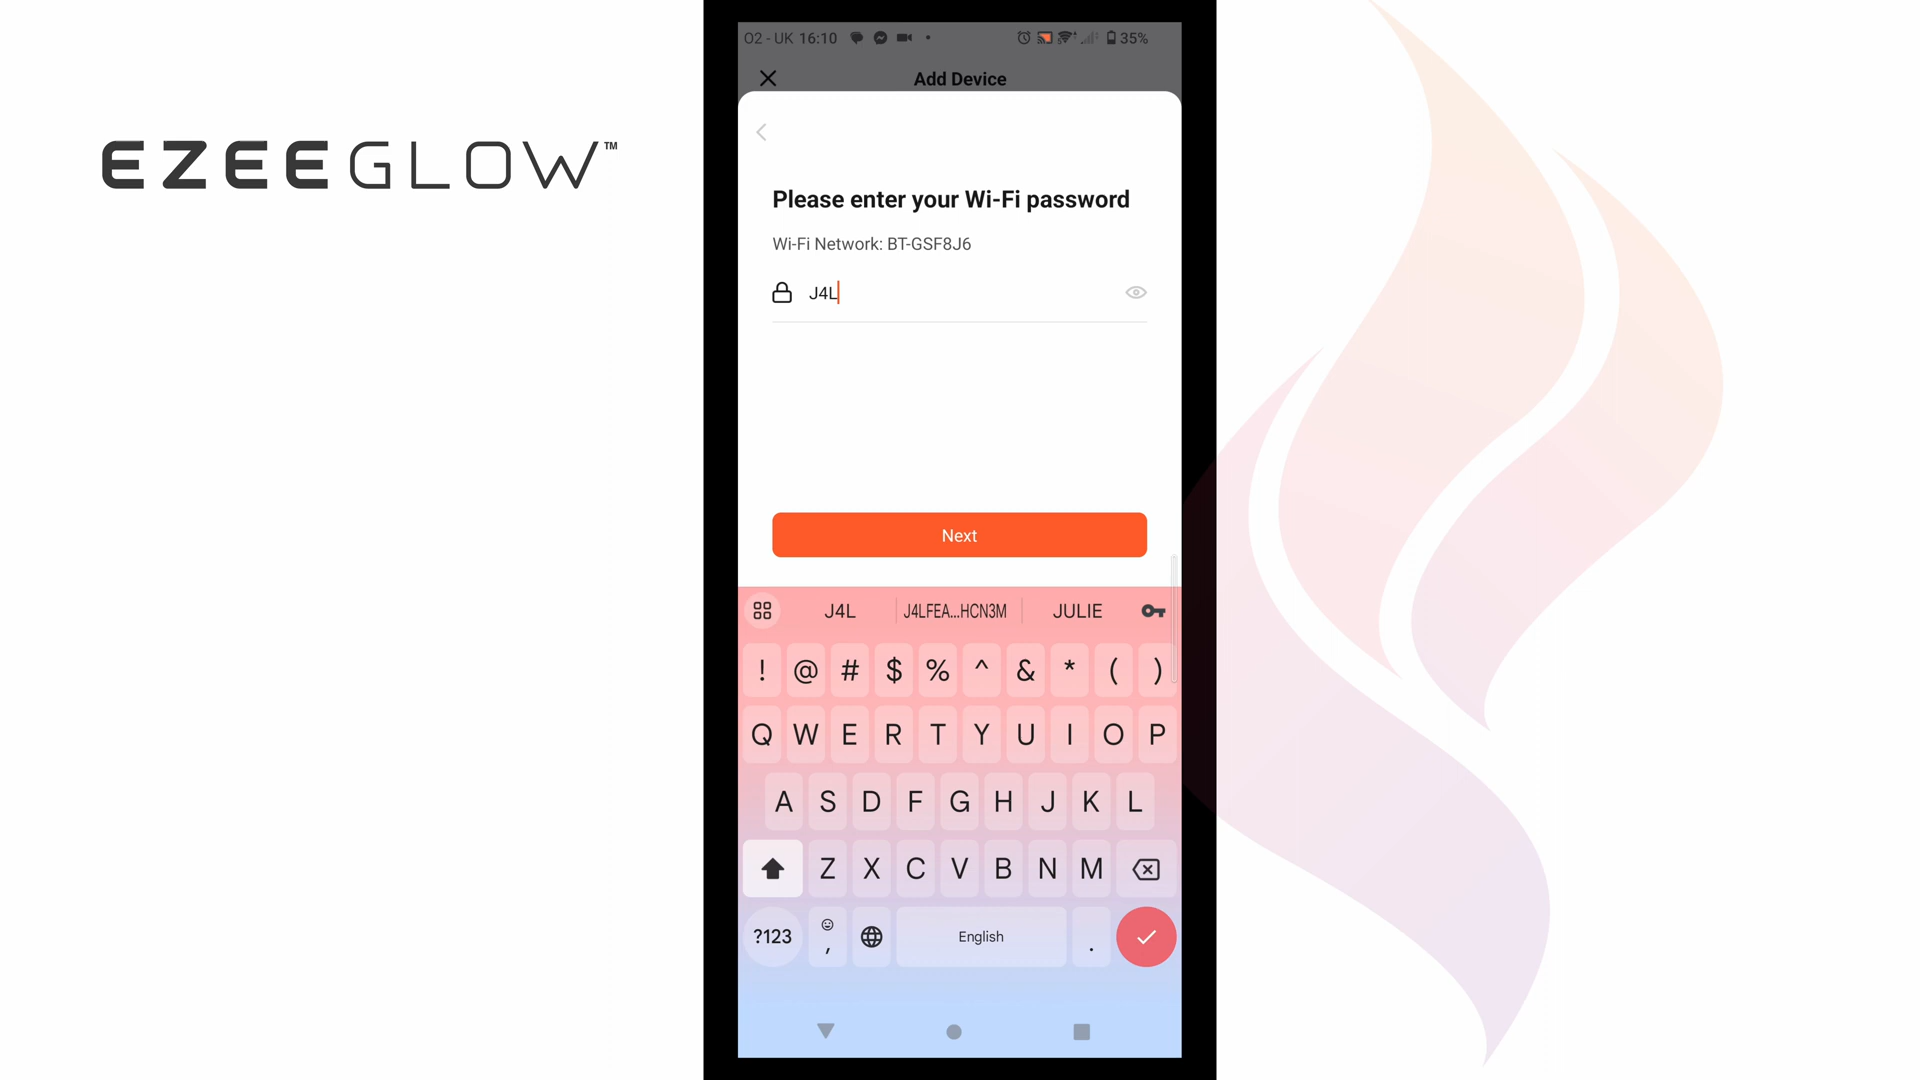 EZEEGLOW™
O2 - UK 16:10
35%
Add Device
Please enter your Wi-Fi password
Wi-Fi Network: BT-GSF8J6
J4L
Next
J4L J4LFEA...HCN3M JULIE
! @ # $ % ^ & * ( )
Q W E R T Y U I O P
A S D F G H J K L
Z X C V B N M
?123 , English .